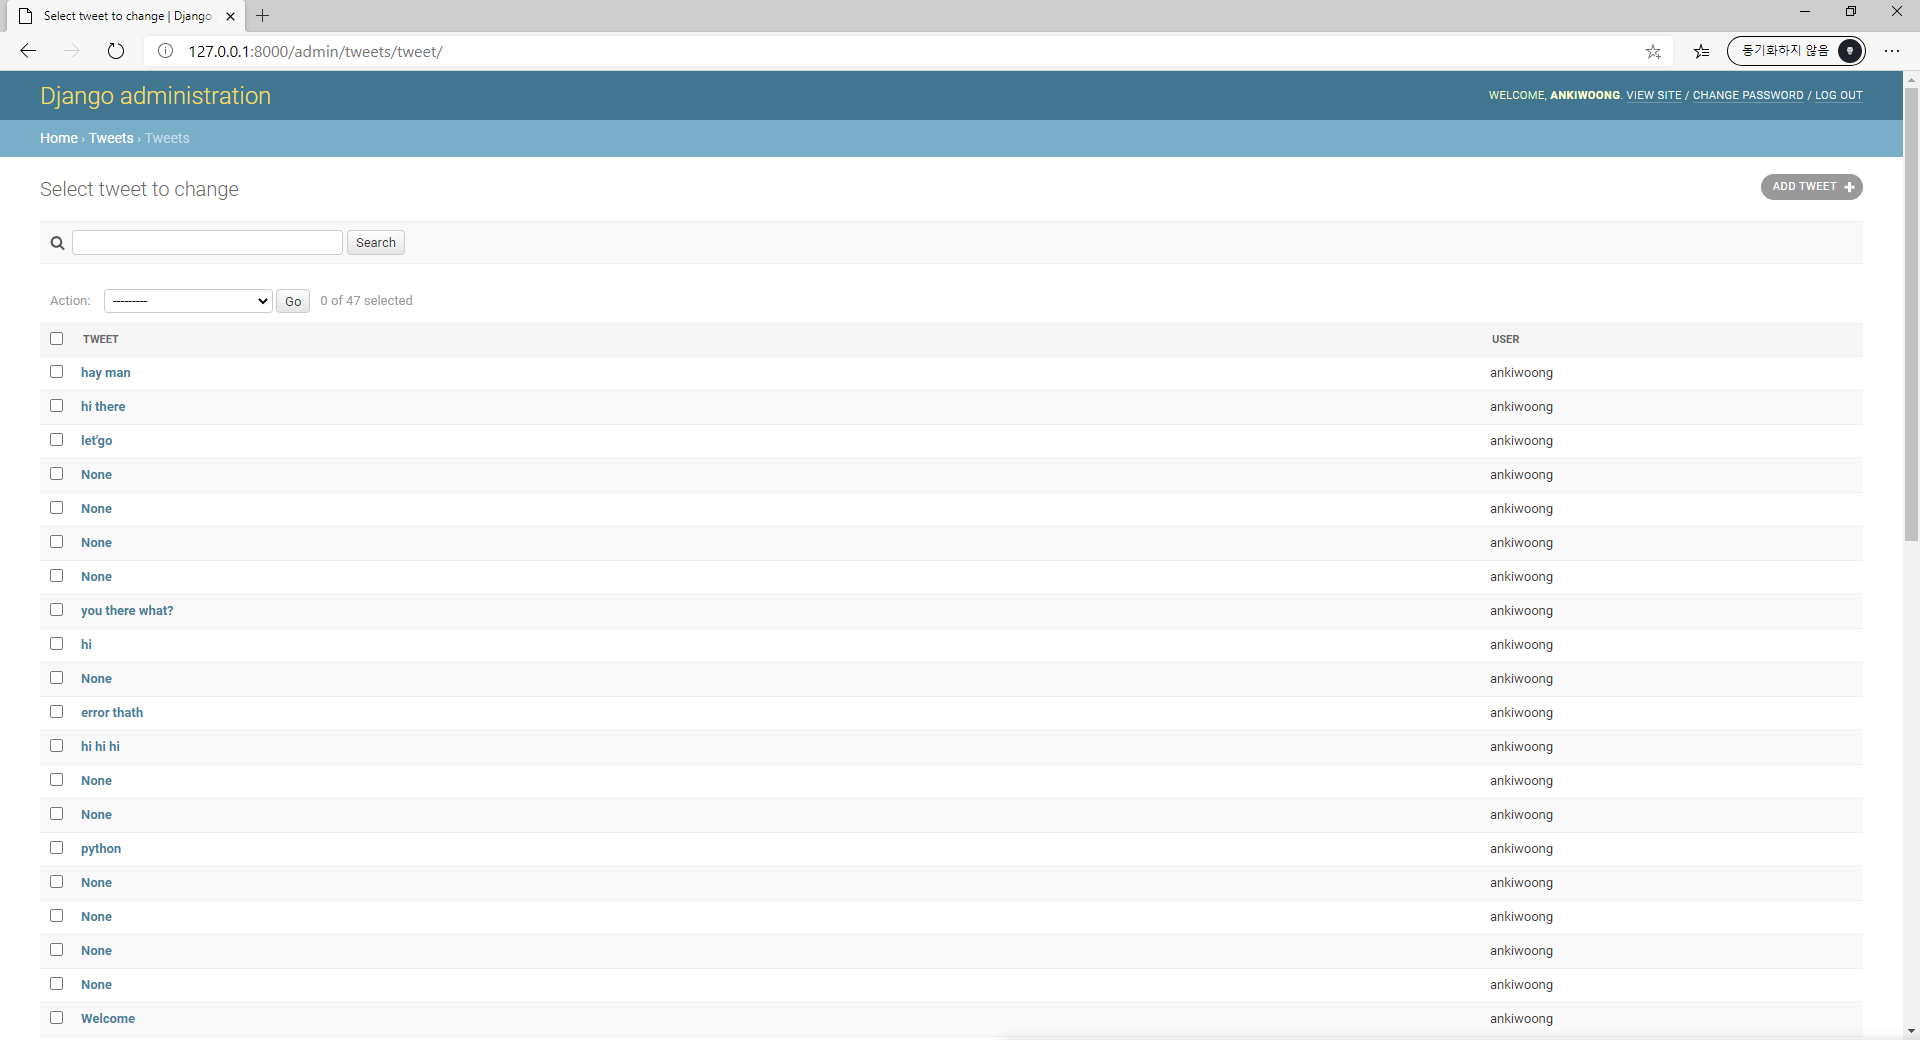 Select tweet to change | Django
127.0.0.1:8000/admin/tweets/tweet/
동기화하지 않음
Django administration
WELCOME, ANKIWOONG. VIEW SITE / CHANGE PASSWORD / LOG OUT
Home › Tweets › Tweets
Select tweet to change
ADD TWEET +
Search
Action: --------- Go 0 of 47 selected
TWEET USER
hay man ankiwoong
hi there ankiwoong
let'go ankiwoong
None ankiwoong
None ankiwoong
None ankiwoong
None ankiwoong
you there what? ankiwoong
hi ankiwoong
None ankiwoong
error thath ankiwoong
hi hi hi ankiwoong
None ankiwoong
None ankiwoong
python ankiwoong
None ankiwoong
None ankiwoong
None ankiwoong
None ankiwoong
Welcome ankiwoong